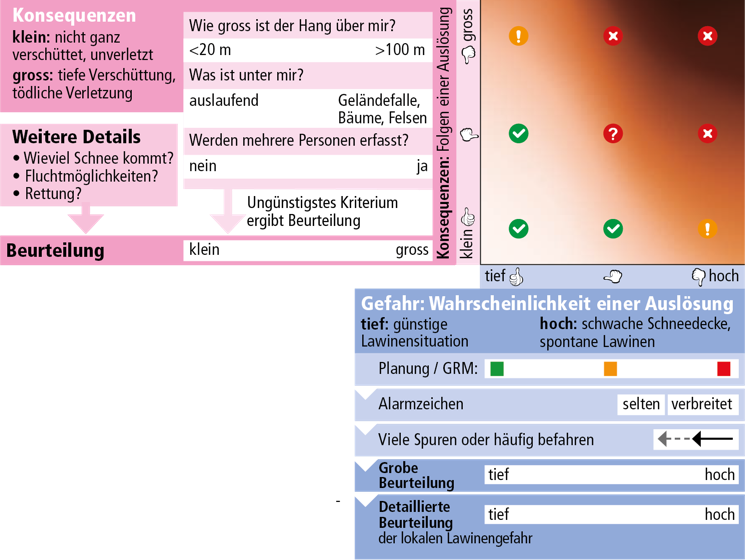 Konsequenzen
klein: nicht ganz
verschüttet, unverletzt
gross: tiefe Verschüttung,
tödliche Verletzung
Wie gross ist der Hang über mir?
<20 m >100 m
Was ist unter mir?
auslaufend Geländefalle,
Bäume, Felsen
Werden mehrere Personen erfasst?
nein ja
Weitere Details
• Wieviel Schnee kommt?
• Fluchtmöglichkeiten?
• Rettung?
Ungünstigstes Kriterium
ergibt Beurteilung
Beurteilung
klein gross
Konsequenzen: Folgen einer Auslösung
klein gross
!
?
!
tief hoch
Gefahr: Wahrscheinlichkeit einer Auslösung
tief: günstige
Lawinensituation
hoch: schwache Schneedecke,
spontane Lawinen
Planung / GRM:
Alarmzeichen selten verbreitet
Viele Spuren oder häufig befahren
Grobe
Beurteilung
tief hoch
Detaillierte
Beurteilung
der lokalen Lawinengefahr
tief hoch
-